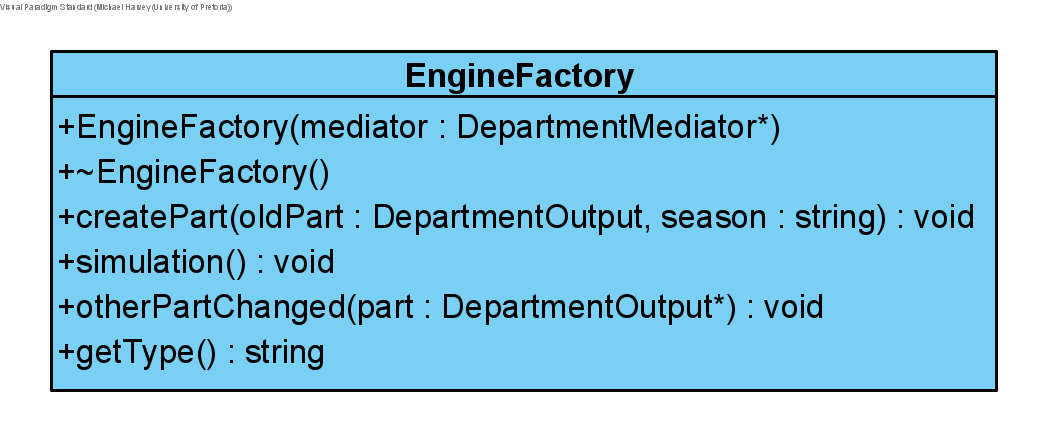 Visual Paradigm Standard (Michael Harvey (University of Pretoria))
EngineFactory
+EngineFactory(mediator : DepartmentMediator*)
+~EngineFactory()
+createPart(oldPart : DepartmentOutput, season : string) : void
+simulation() : void
+otherPartChanged(part : DepartmentOutput*) : void
+getType() : string